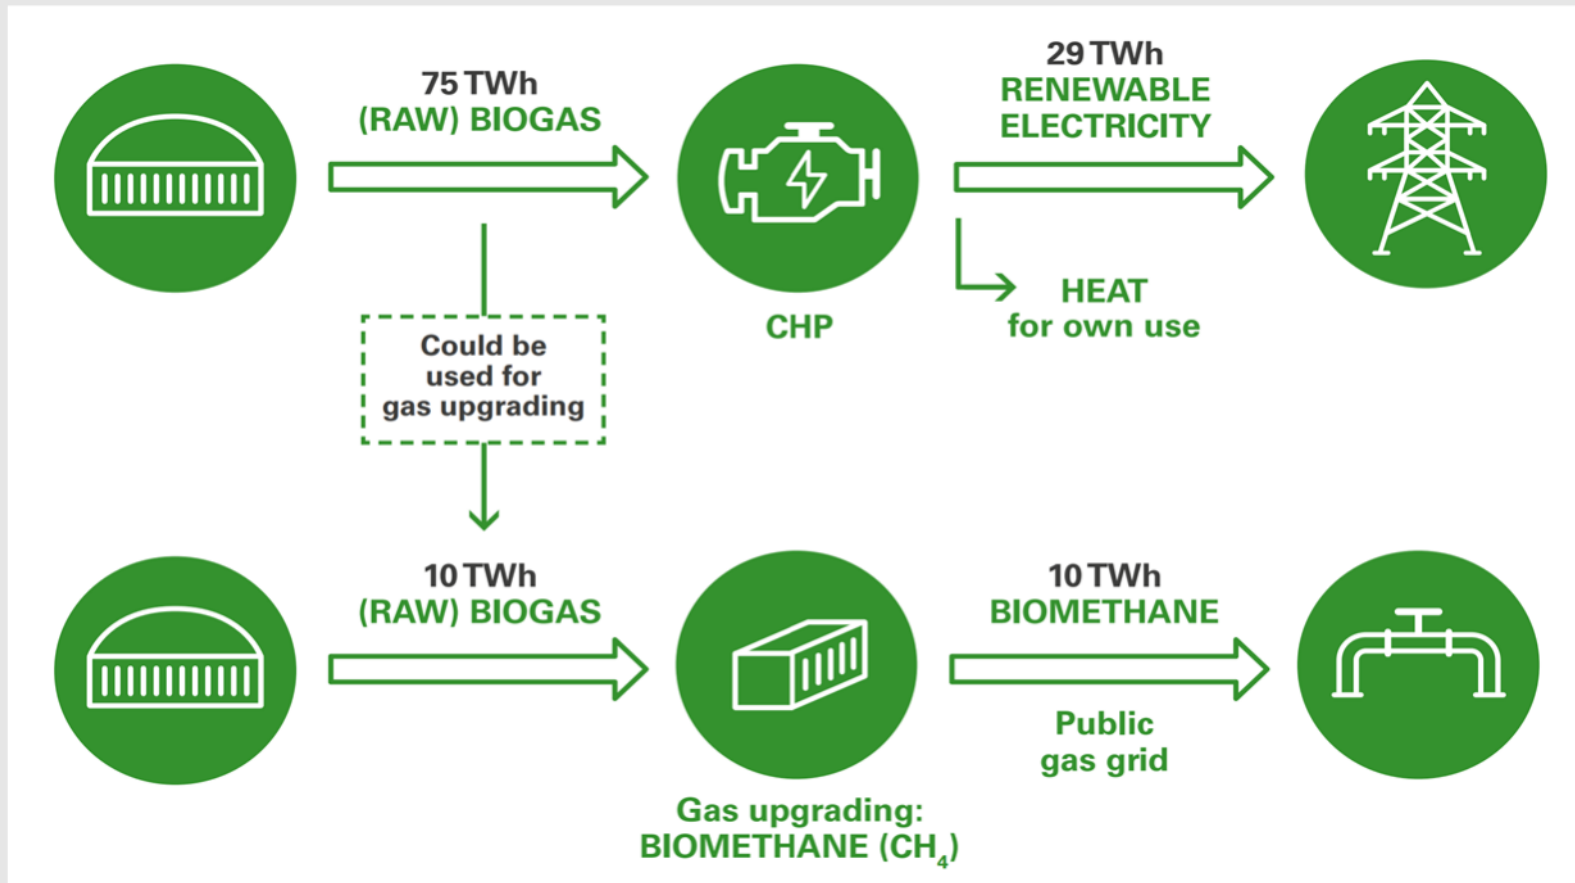 75 TWh
(RAW) BIOGAS
29 TWh
RENEWABLE
ELECTRICITY
CHP
HEAT
for own use
Could be
used for
gas upgrading
10 TWh
(RAW) BIOGAS
10 TWh
BIOMETHANE
Public
gas grid
Gas upgrading:
BIOMETHANE (CH₄)